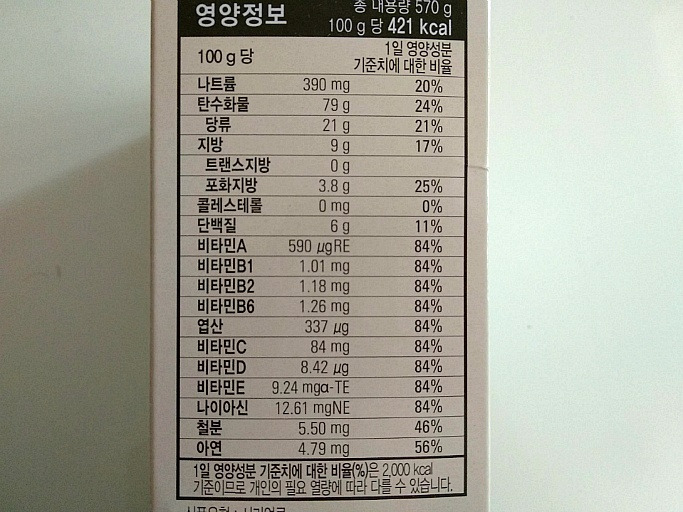 영양정보
총 내용량 570 g
100 g 당 421 kcal
100 g 당
1일 영양성분
기준치에 대한 비율
나트륨 390 mg 20%
탄수화물 79 g 24%
당류 21 g 21%
지방 9 g 17%
트랜스지방 0 g
포화지방 3.8 g 25%
콜레스테롤 0 mg 0%
단백질 6 g 11%
비타민A 590 µgRE 84%
비타민B1 1.01 mg 84%
비타민B2 1.18 mg 84%
비타민B6 1.26 mg 84%
엽산 337 µg 84%
비타민C 84 mg 84%
비타민D 8.42 µg 84%
비타민E 9.24 mgα-TE 84%
나이아신 12.61 mgNE 84%
철분 5.50 mg 46%
아연 4.79 mg 56%
1일 영양성분 기준치에 대한 비율(%)은 2,000 kcal
기준이므로 개인의 필요 열량에 따라 다를 수 있습니다.